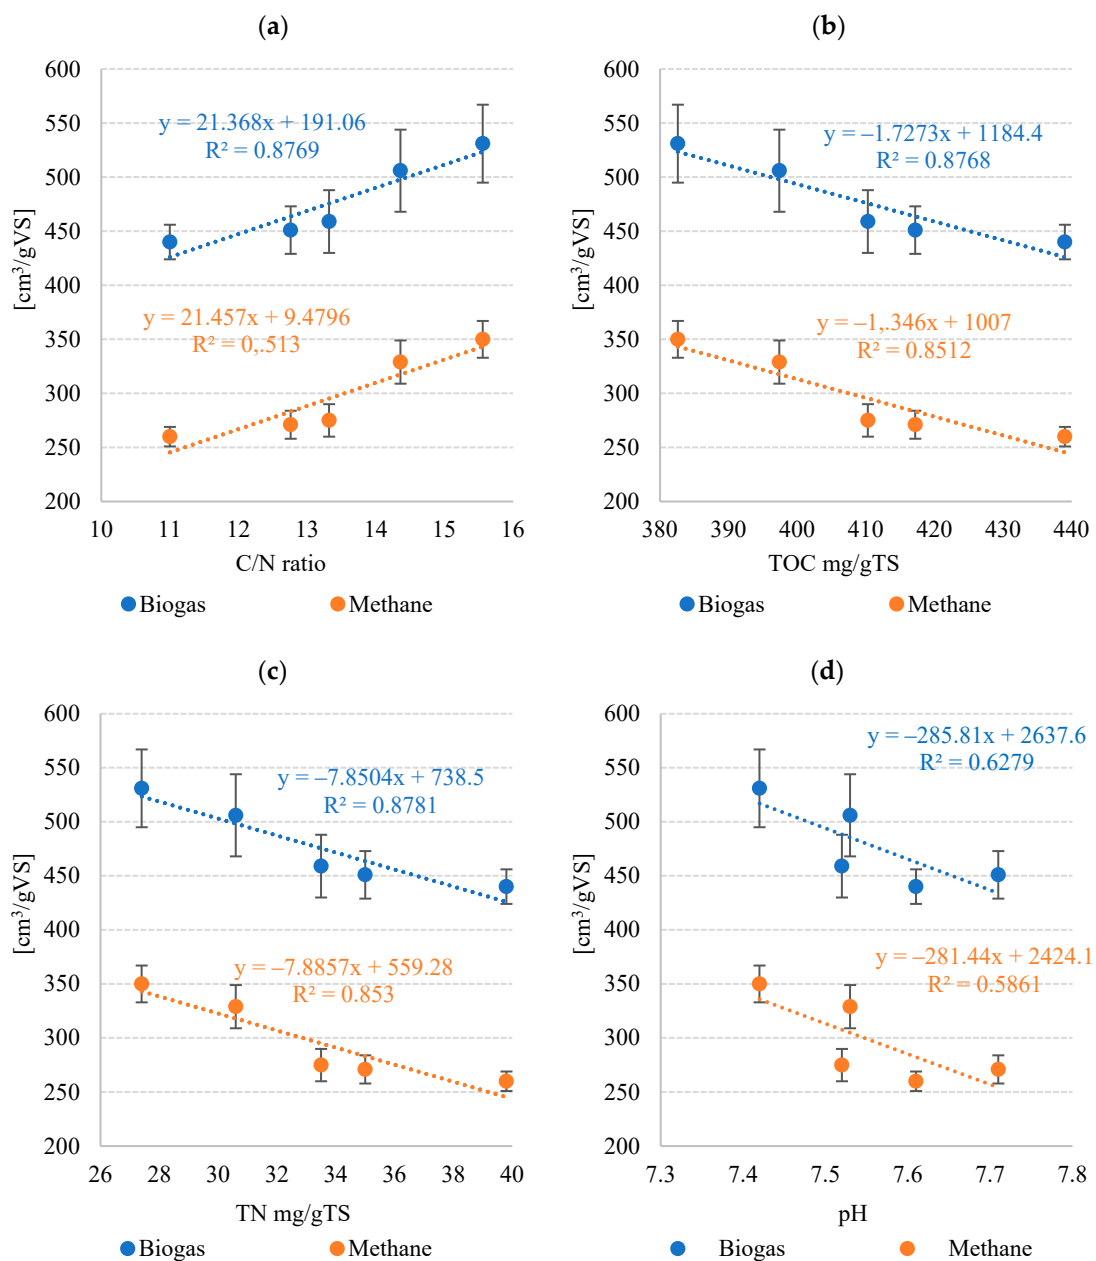 (a)
600
550
500
450
400
350
300
250
200
[cm³/gVS]
y = 21.368x + 191.06
R² = 0.8769
y = 21.457x + 9.4796
R² = 0,.513
10 11 12 13 14 15 16
C/N ratio
Biogas Methane
(b)
600
550
500
450
400
350
300
250
200
[cm³/gVS]
y = –1.7273x + 1184.4
R² = 0.8768
y = –1,.346x + 1007
R² = 0.8512
380 390 400 410 420 430 440
TOC mg/gTS
Biogas Methane
(c)
600
550
500
450
400
350
300
250
200
[cm³/gVS]
y = –7.8504x + 738.5
R² = 0.8781
y = –7.8857x + 559.28
R² = 0.853
26 28 30 32 34 36 38 40
TN mg/gTS
Biogas Methane
(d)
600
550
500
450
400
350
300
250
200
[cm³/gVS]
y = –285.81x + 2637.6
R² = 0.6279
y = –281.44x + 2424.1
R² = 0.5861
7.3 7.4 7.5 7.6 7.7 7.8
pH
Biogas Methane